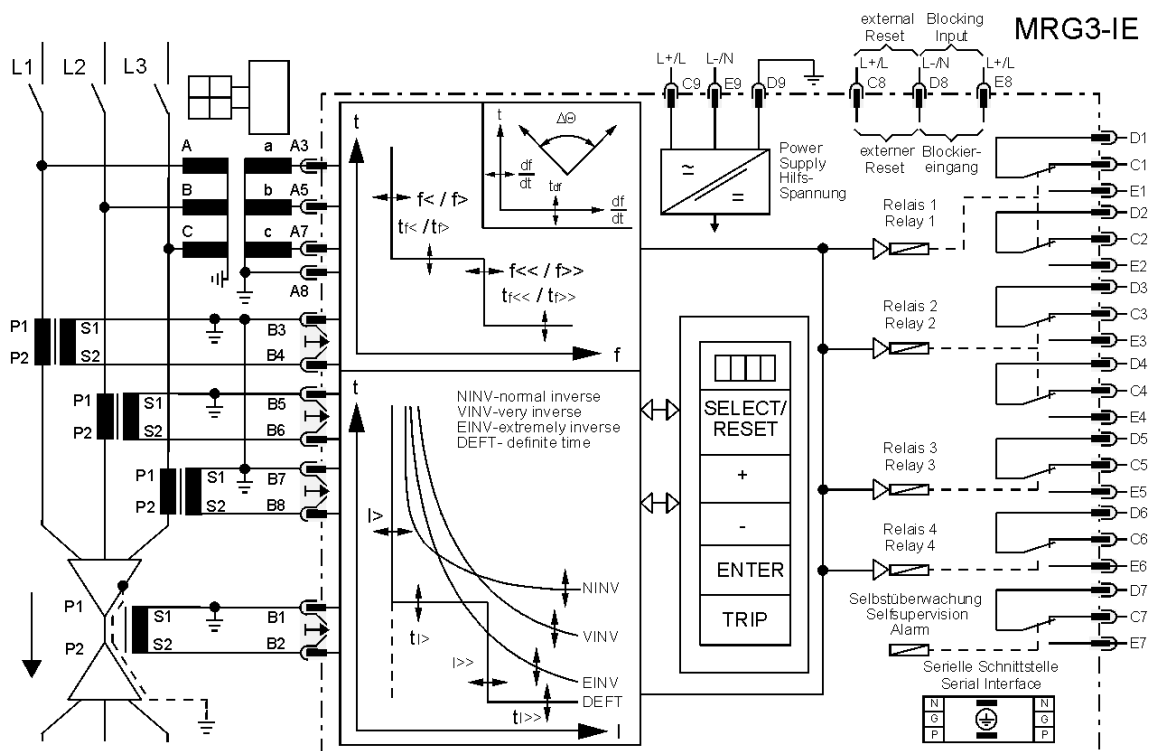 MRG3-IE
external Reset
Blocking Input
L+/L
L-/N
L+/L
L-/N
L+/L
C9
E9
D9
C8
D8
E8
externer Reset
Blockier-
eingang
L1
L2
L3
A
a
A3
B
b
A5
C
c
A7
A8
P1
S1
P2
S2
B3
B4
P1
S1
P2
S2
B5
B6
P1
S1
P2
S2
B7
B8
P1
S1
P2
S2
B1
B2
t
f< / f>
tf< / tf>
f<< / f>>
tf<< / tf>>
f
t
ΔΘ
df
dt
tdf
df
dt
Power
Supply
Hilfs-
Spannung
≃
=
t
NINV-normal inverse
VINV-very inverse
EINV-extremely inverse
DEFT- definite time
I>
tI>
I>>
tI>>
NINV
VINV
EINV
DEFT
I
SELECT/
RESET
+
-
ENTER
TRIP
Relais 1
Relay 1
Relais 2
Relay 2
Relais 3
Relay 3
Relais 4
Relay 4
Selbstüberwachung
Selfsupervision
Alarm
D1
C1
E1
D2
C2
E2
D3
C3
E3
D4
C4
E4
D5
C5
E5
D6
C6
E6
D7
C7
E7
Serielle Schnittstelle
Serial Interface
N
G
P
N
G
P